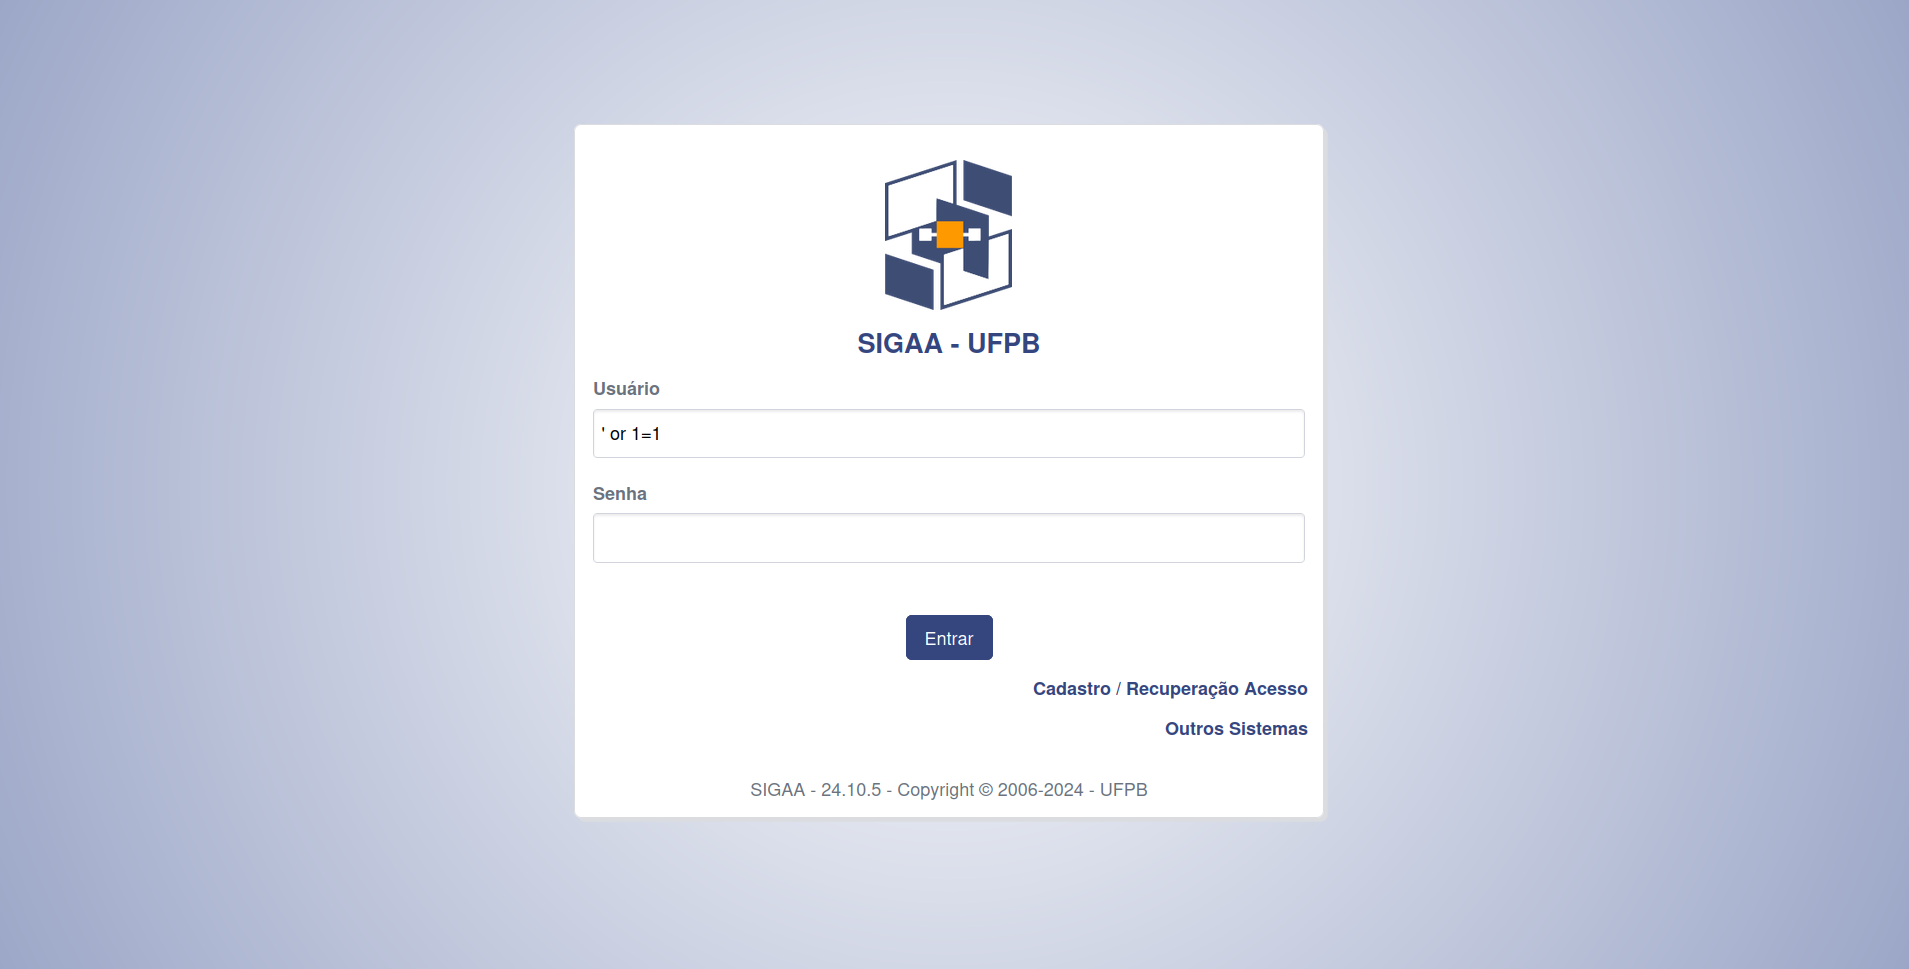 SIGAA - UFPB
Usuário
' or 1=1
Senha
Entrar
Cadastro / Recuperação Acesso
Outros Sistemas
SIGAA - 24.10.5 - Copyright © 2006-2024 - UFPB